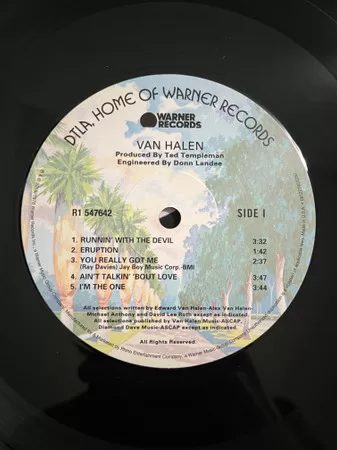 DTLA, HOME OF WARNER RECORDS
WARNER
RECORDS
VAN HALEN
Produced By Ted Templeman
Engineered By Donn Landee
R1 547642
SIDE 1
1. RUNNIN' WITH THE DEVIL 3:32
2. ERUPTION 1:42
3. YOU REALLY GOT ME 2:37
(Ray Davies) Jay Boy Music Corp.-BMI
4. AIN'T TALKIN' 'BOUT LOVE 3:47
5. I'M THE ONE 3:44
All selections written by Edward Van Halen-Alex Van Halen-
Michael Anthony and David Lee Roth except as indicated.
All selections published by Van Halen Music-ASCAP,
Diamond Dave Music-ASCAP except as indicated.
All Rights Reserved.